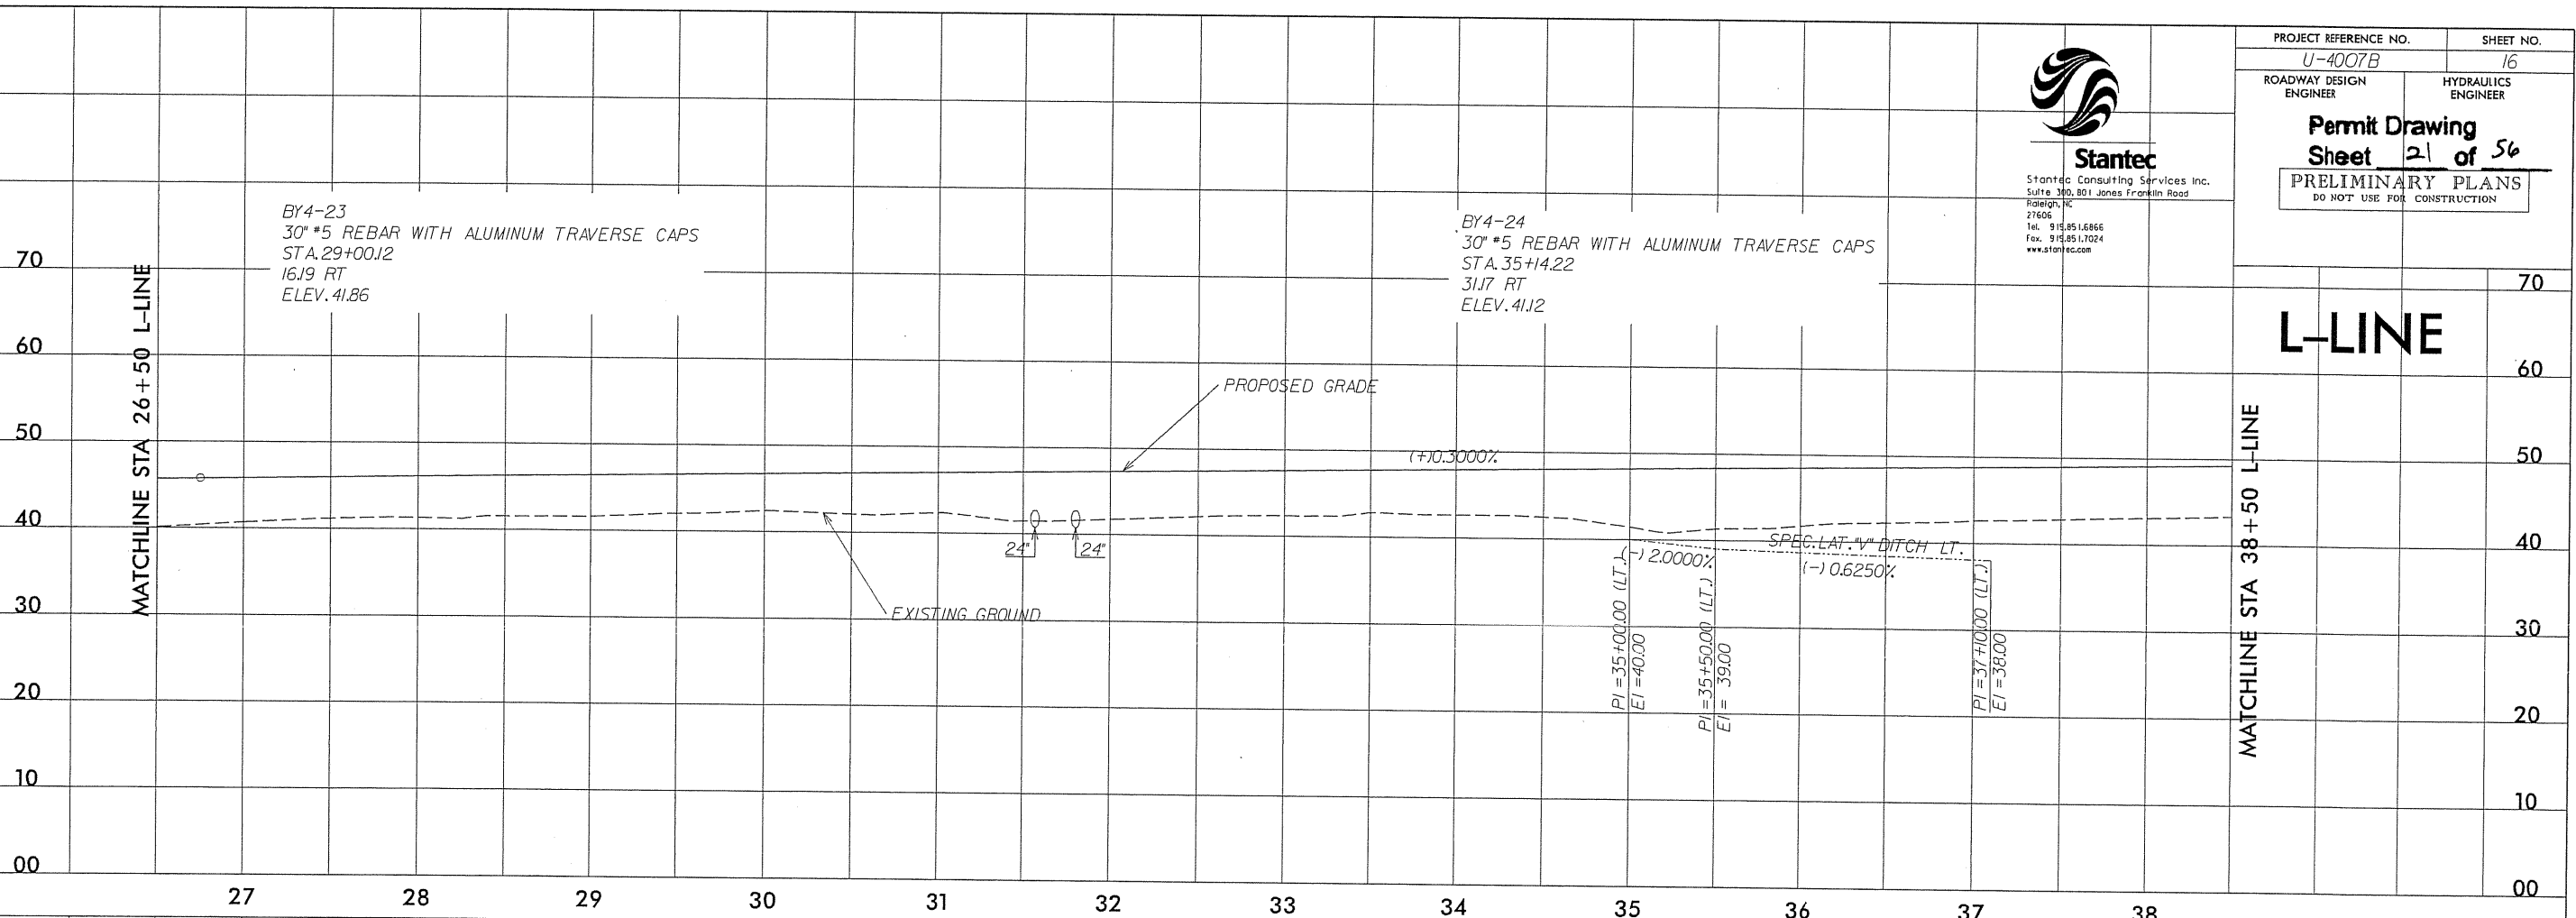 PROJECT REFERENCE NO.
SHEET NO.
U-4007B
16
ROADWAY DESIGN
ENGINEER
HYDRAULICS
ENGINEER
Permit Drawing
Sheet 21 of 56
PRELIMINARY PLANS
DO NOT USE FOR CONSTRUCTION
Stantec
Stantec Consulting Services Inc.
Suite 300, 801 Jones Franklin Road
Raleigh, NC
27606
Tel. 919.851.6866
Fax. 919.851.7024
www.stantec.com
L-LINE
BY4-23
30" #5 REBAR WITH ALUMINUM TRAVERSE CAPS
STA. 29+00.12
16.19 RT
ELEV. 41.86
BY4-24
30" #5 REBAR WITH ALUMINUM TRAVERSE CAPS
STA. 35+14.22
31.17 RT
ELEV. 41.12
MATCHLINE STA 26+50 L-LINE
PROPOSED GRADE
(+)0.3000%
24"
24"
EXISTING GROUND
SPEC. LAT. "V" DITCH LT.
(-) 2.0000%
(-) 0.6250%
PI = 35+00.00 (LT.)
El = 40.00
PI = 35+50.00 (LT.)
El = 39.00
PI = 37+10.00 (LT.)
El = 38.00
MATCHLINE STA 38+50 L-LINE
70
60
50
40
30
20
10
00
70
60
50
40
30
20
10
00
27 28 29 30 31 32 33 34 35 36 37 38